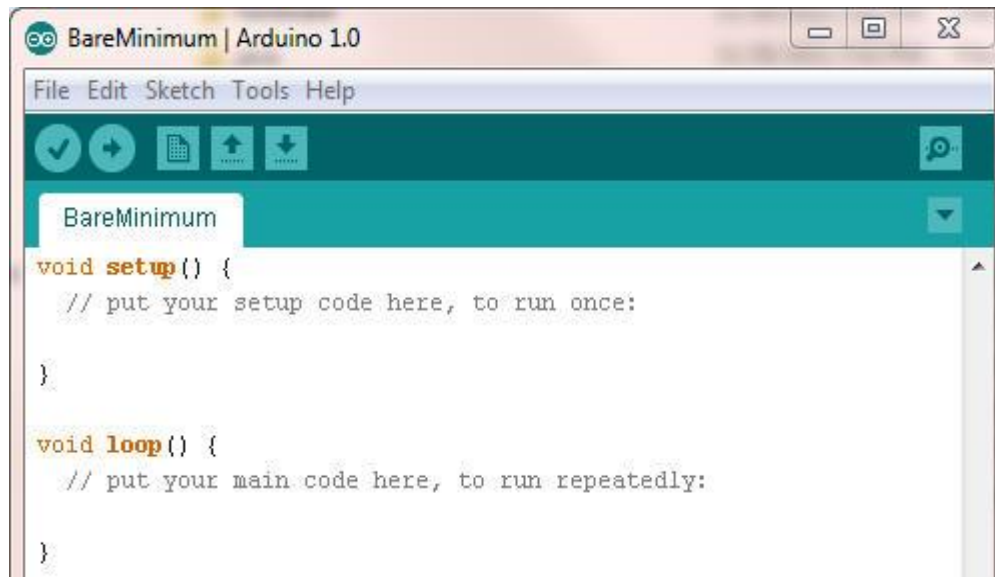 BareMinimum | Arduino 1.0
File Edit Sketch Tools Help
BareMinimum
void setup() {
  // put your setup code here, to run once:
}
void loop() {
  // put your main code here, to run repeatedly:
}